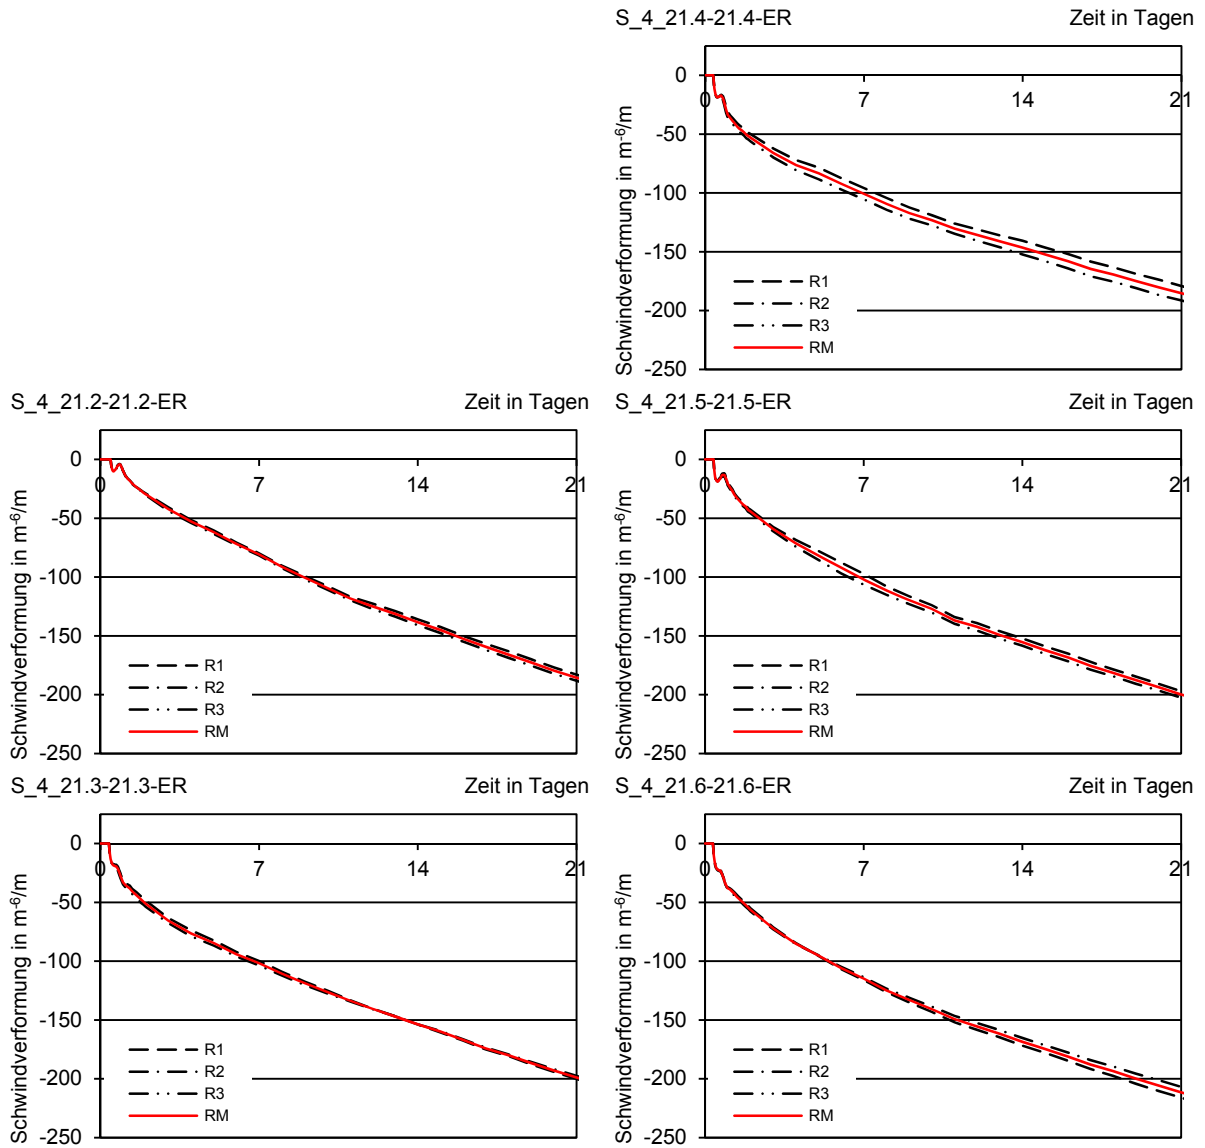 S_4_21.4-21.4-ER Zeit in Tagen
Schwindverformung in m-6/m
0
-50
-100
-150
-200
-250
0 7 14 21
R1
R2
R3
RM
S_4_21.2-21.2-ER Zeit in Tagen
Schwindverformung in m-6/m
0
-50
-100
-150
-200
-250
0 7 14 21
R1
R2
R3
RM
S_4_21.5-21.5-ER Zeit in Tagen
Schwindverformung in m-6/m
0
-50
-100
-150
-200
-250
0 7 14 21
R1
R2
R3
RM
S_4_21.3-21.3-ER Zeit in Tagen
Schwindverformung in m-6/m
0
-50
-100
-150
-200
-250
0 7 14 21
R1
R2
R3
RM
S_4_21.6-21.6-ER Zeit in Tagen
Schwindverformung in m-6/m
0
-50
-100
-150
-200
-250
0 7 14 21
R1
R2
R3
RM